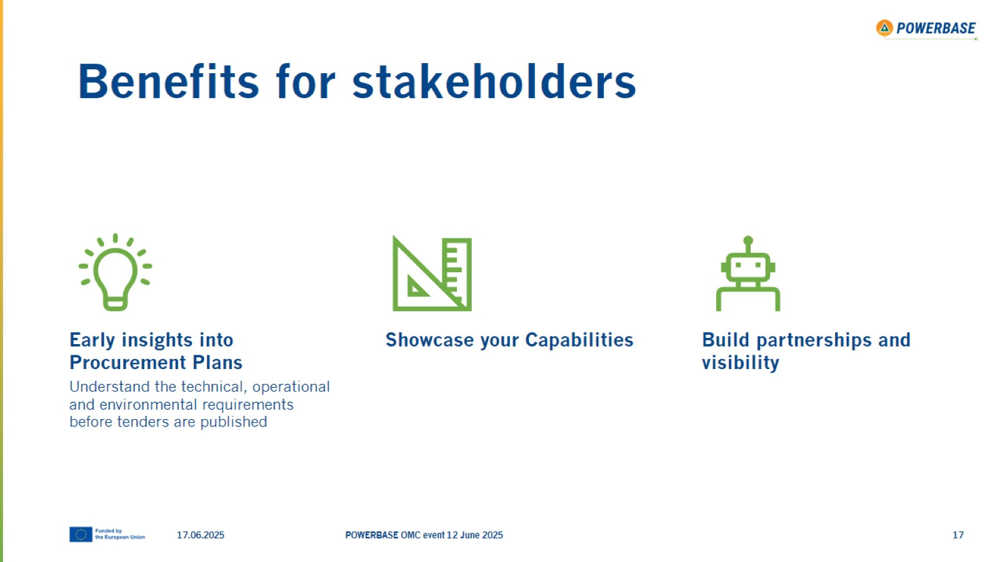 POWERBASE
Benefits for stakeholders
Early insights into
Procurement Plans
Understand the technical, operational
and environmental requirements
before tenders are published
Showcase your Capabilities
Build partnerships and
visibility
Funded by
the European Union
17.06.2025
POWERBASE OMC event 12 June 2025
17